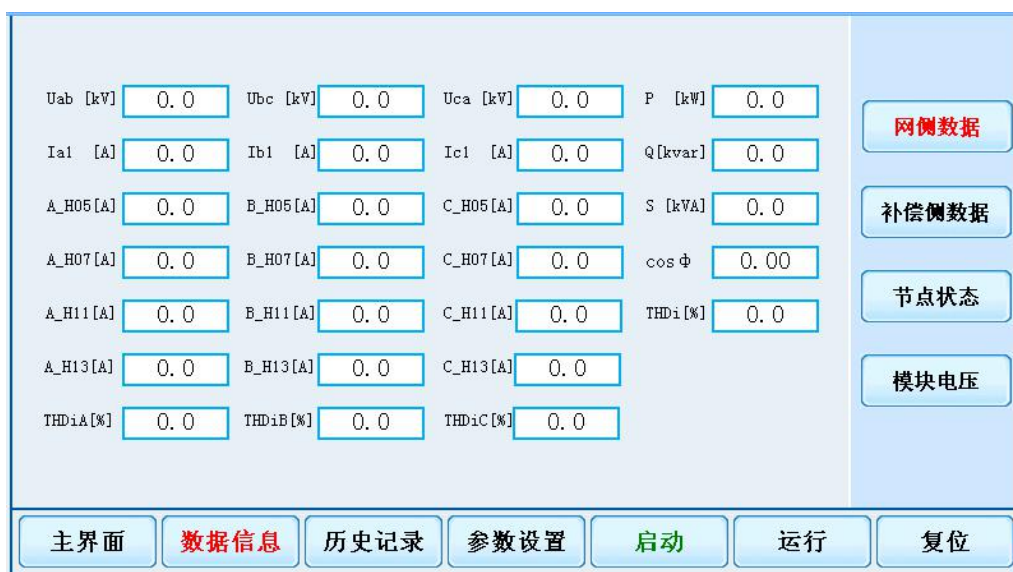 Uab [kV] 0.0 Ubc [kV] 0.0 Uca [kV] 0.0 P [kW] 0.0
Ia1 [A] 0.0 Ib1 [A] 0.0 Ic1 [A] 0.0 Q[kvar] 0.0
A_H05[A] 0.0 B_H05[A] 0.0 C_H05[A] 0.0 S [kVA] 0.0
A_H07[A] 0.0 B_H07[A] 0.0 C_H07[A] 0.0 cosΦ 0.00
A_H11[A] 0.0 B_H11[A] 0.0 C_H11[A] 0.0 THDi[%] 0.0
A_H13[A] 0.0 B_H13[A] 0.0 C_H13[A] 0.0
THDiA[%] 0.0 THDiB[%] 0.0 THDiC[%] 0.0
网侧数据
补偿侧数据
节点状态
模块电压
主界面 数据信息 历史记录 参数设置 启动 运行 复位